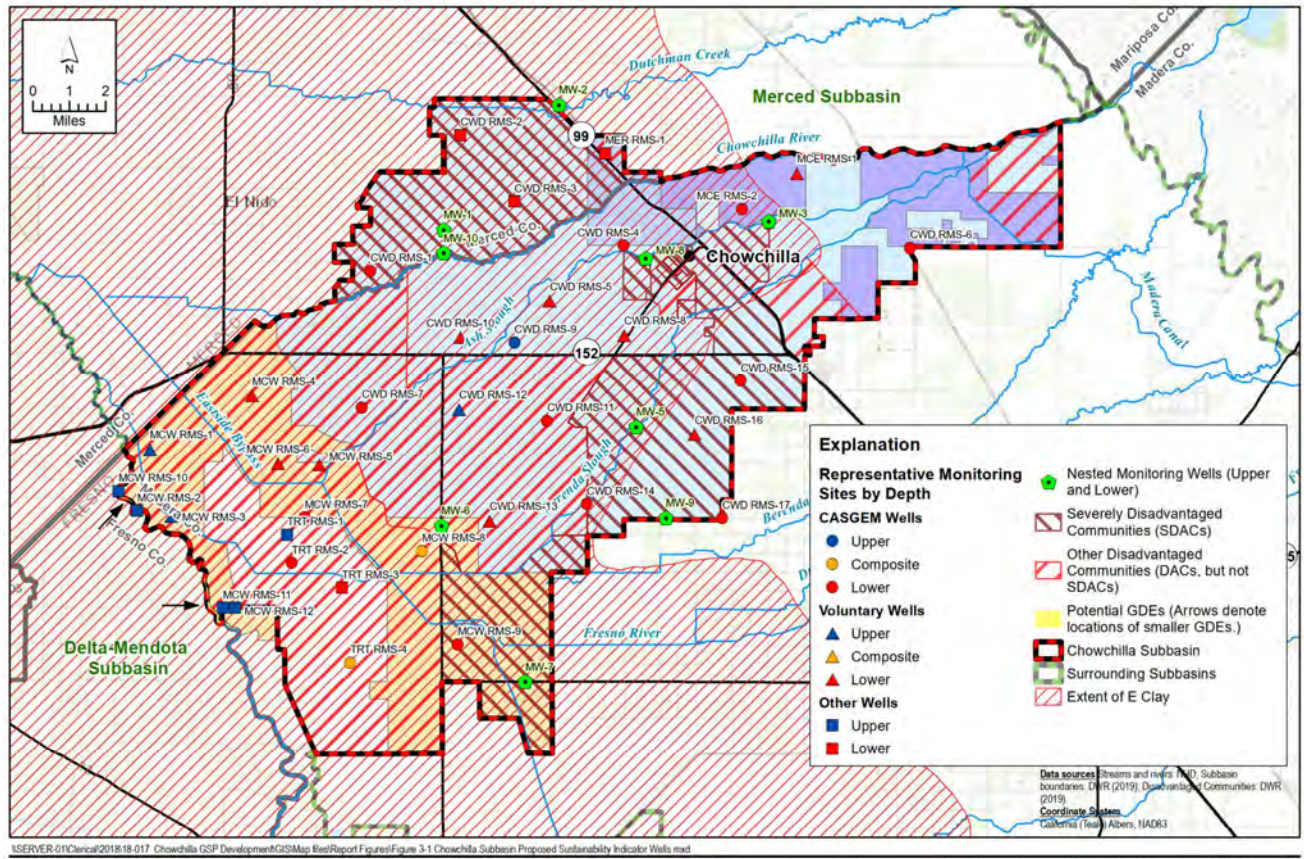 N
0 1 2
Miles
Dutchman Creek
Mariposa Co.
Madera Co.
MW-2
Merced Subbasin
CWD RMS-2
99
MER RMS-1
Chowchilla River
MCE RMS-1
CWD RMS-3
El Nido
MCE RMS-2
MW-1
MW-3
Merced Co.
MW-10
CWD RMS-4
CWD RMS-6
MW-8
Chowchilla
CWD RMS-1
Madera Canal
CWD RMS-5
Ash Slough
CWD RMS-10
CWD RMS-9
CWD RMS-8
152
MCW RMS-4
CWD RMS-15
CWD RMS-7
CWD RMS-12
Eastside Bypass
CWD RMS-11
MW-5
CWD RMS-16
Merced Co.
MCW RMS-1
MCW RMS-6
MCW RMS-5
Berenda Slough
MCW RMS-10
MCW RMS-2
Madera Co.
Fresno Co.
MCW RMS-3
MCW RMS-7
CWD RMS-14
CWD RMS-13
MW-9
CWD RMS-17
TRT RMS-1
MW-6
MCW RMS-8
TRT RMS-2
TRT RMS-3
MCW RMS-11
MCW RMS-12
Fresno River
MCW RMS-9
Delta-Mendota
Subbasin
TRT RMS-4
MW-7
Explanation
Representative Monitoring
Sites by Depth
CASGEM Wells
Upper
Composite
Lower
Voluntary Wells
Upper
Composite
Lower
Other Wells
Upper
Lower
Nested Monitoring Wells (Upper
and Lower)
Severely Disadvantaged
Communities (SDACs)
Other Disadvantaged
Communities (DACs, but not
SDACs)
Potential GDEs (Arrows denote
locations of smaller GDEs.)
Chowchilla Subbasin
Surrounding Subbasins
Extent of E Clay
Data sources: Streams and rivers: NHD; Subbasin
boundaries: DWR (2019); Disadvantaged Communities: DWR
(2019).
Coordinate System
California (Teale) Albers, NAD83
\\SERVER-01\Clerical\2018\18-017 Chowchilla GSP Development\GIS\Map files\Report Figures\Figure 3-1 Chowchilla Subbasin Proposed Sustainability Indicator Wells.mxd